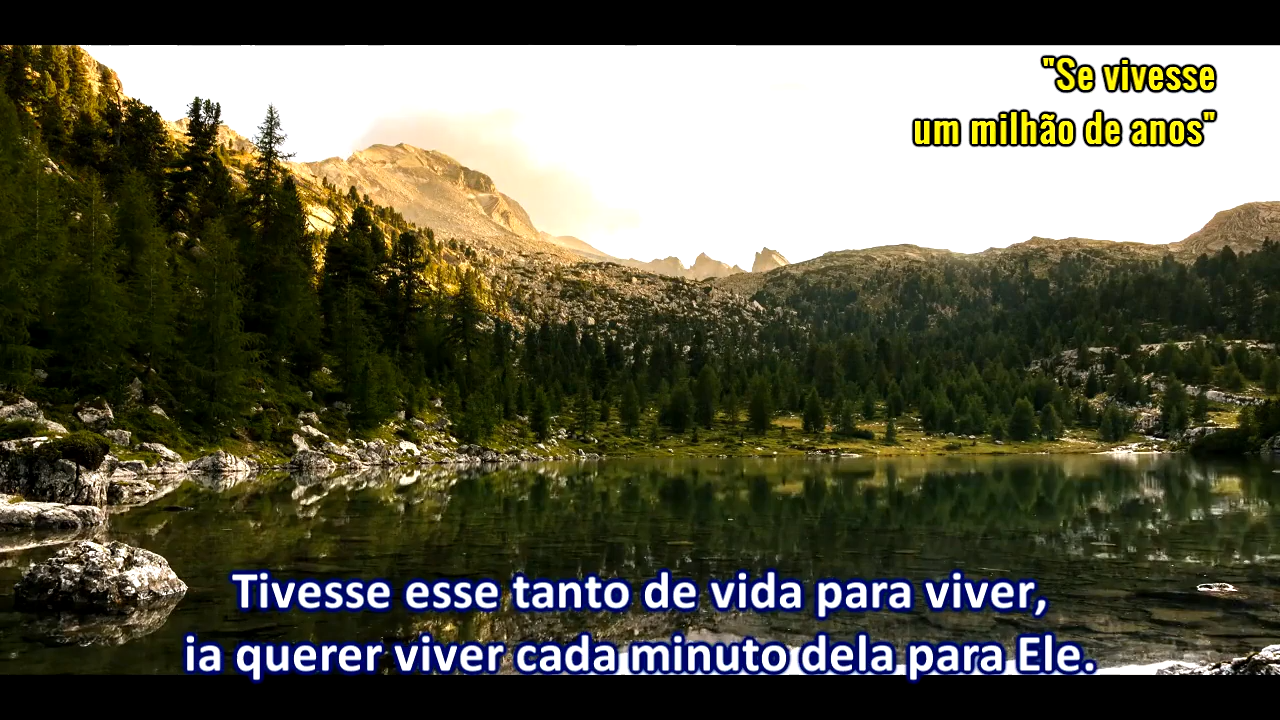 "Se vivesse
um milhão de anos"
Tivesse esse tanto de vida para viver,
ia querer viver cada minuto dela para Ele.